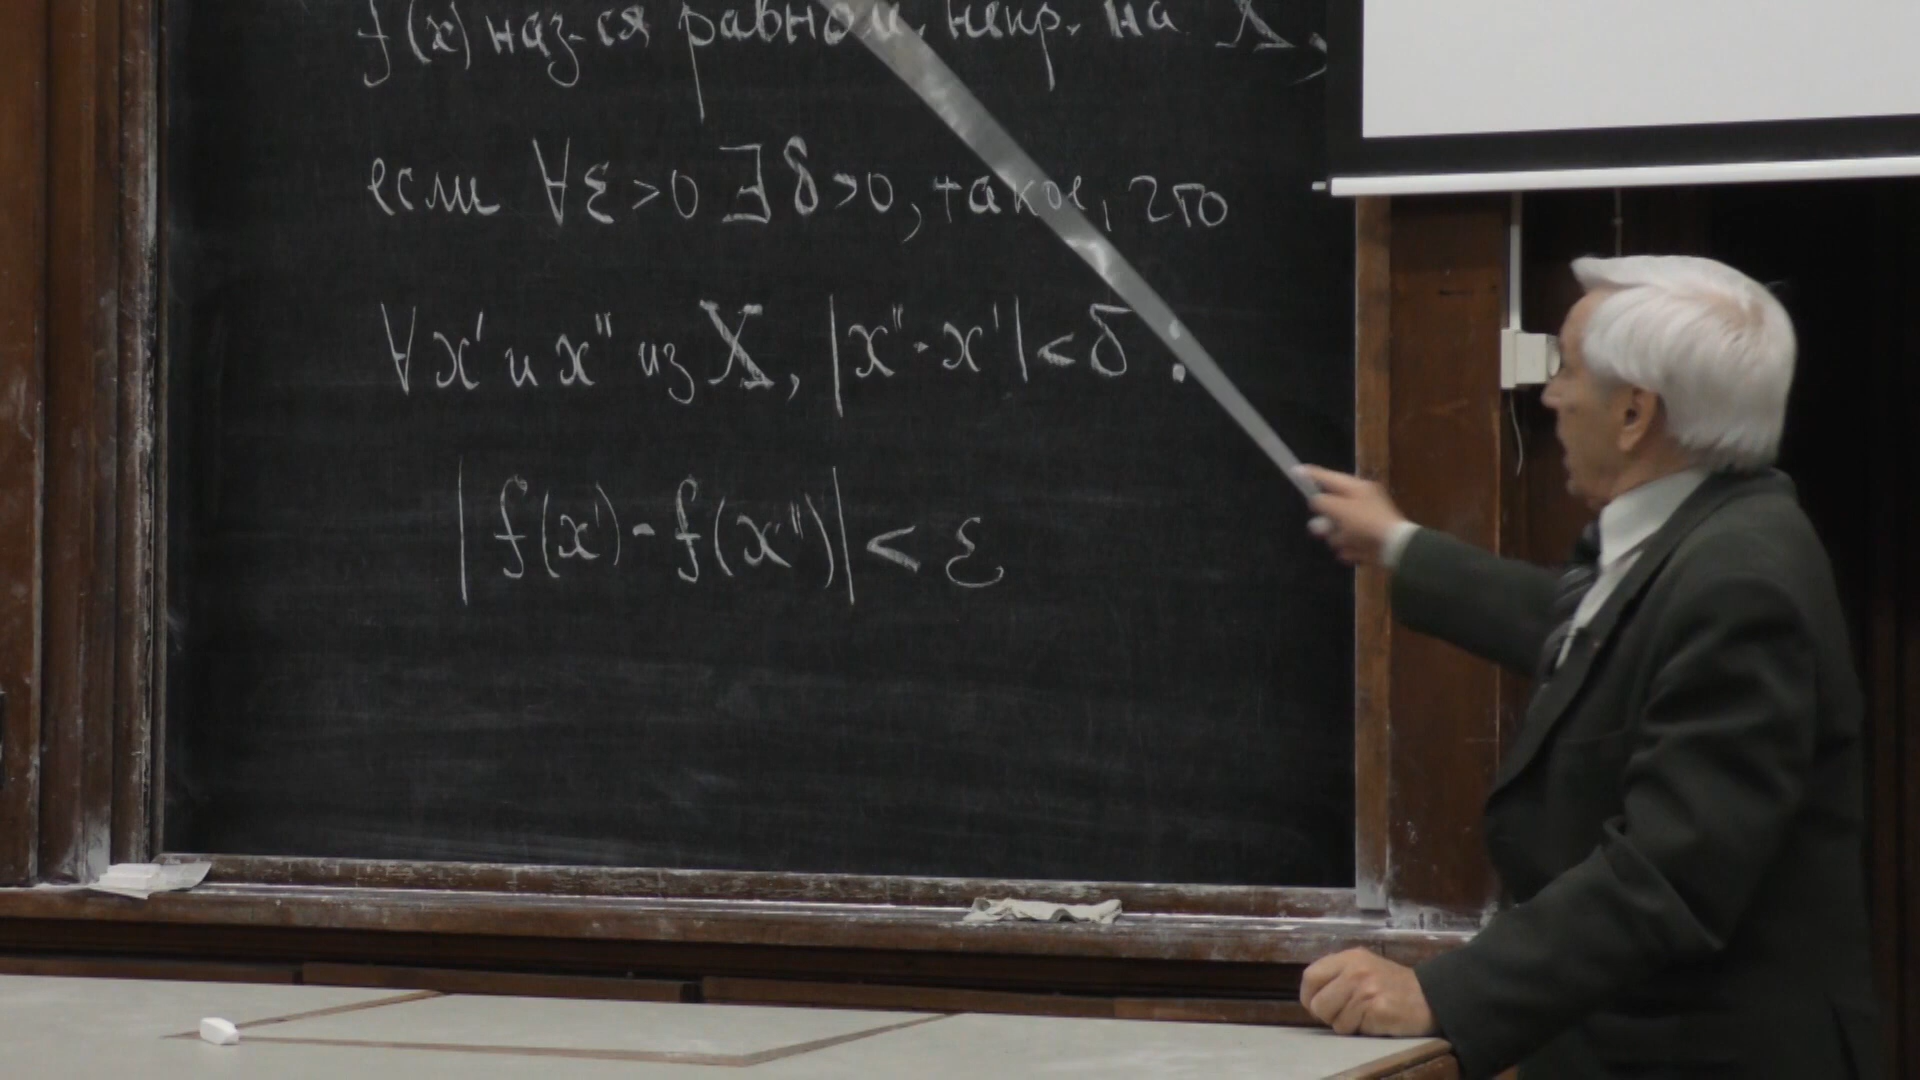 f(x) наз-ся равном. непр. на X,
если ∀ε>0 ∃δ>0, такое, что
∀x' и x'' из X, |x''-x'|<δ :
|f(x')-f(x'')|<ε